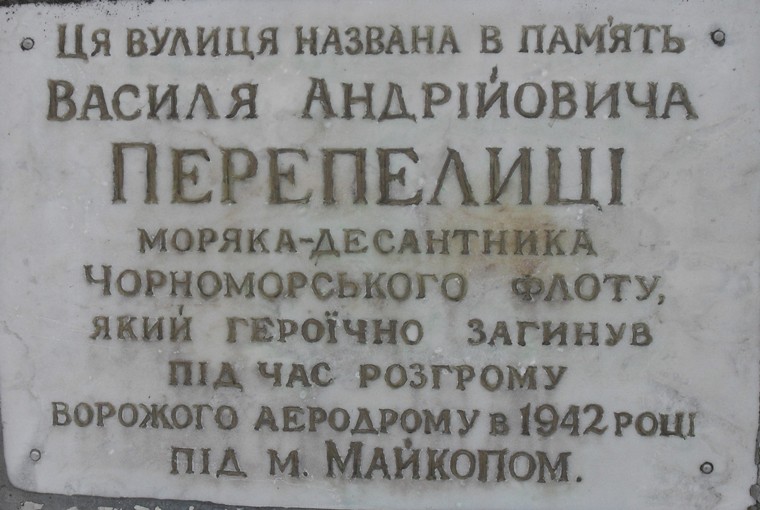 Ця вулиця названа в пам'ять
Василя Андрійовича
Перепелиці
моряка-десантника
Чорноморського флоту,
який героїчно загинув
під час розгрому
ворожого аеродрому в 1942 році
під м. Майкопом.